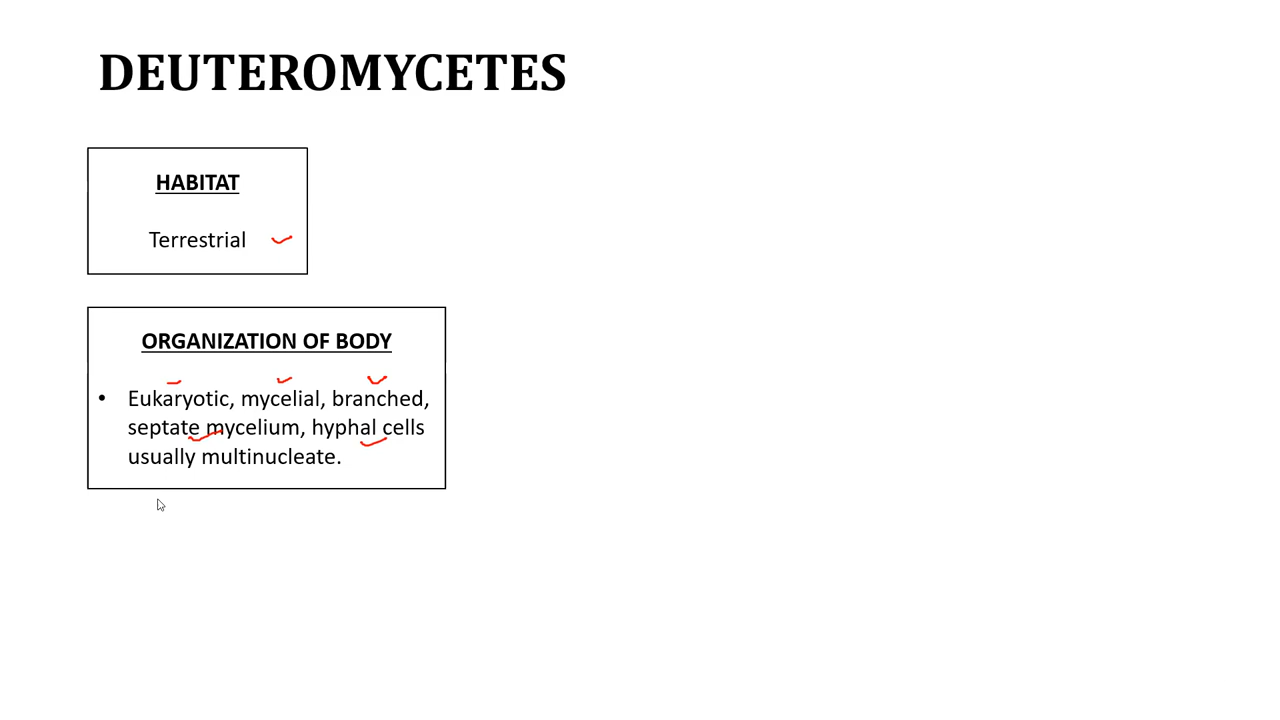 DEUTEROMYCETES
HABITAT
Terrestrial
ORGANIZATION OF BODY
• Eukaryotic, mycelial, branched,
septate mycelium, hyphal cells
usually multinucleate.